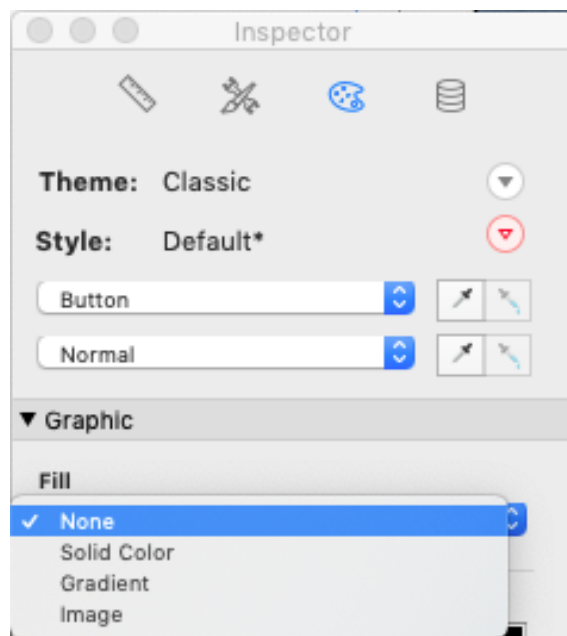 Inspector
Theme: Classic
Style: Default*
Button
Normal
Graphic
Fill
None
Solid Color
Gradient
Image